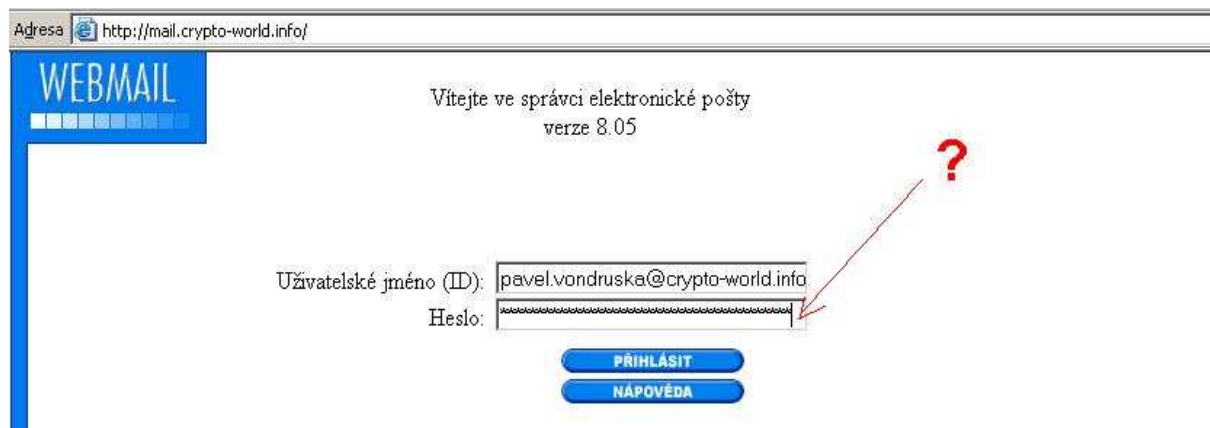 Adresa http://mail.crypto-world.info/
WEBMAIL
Vítejte ve správci elektronické pošty
verze 8.05
?
Uživatelské jméno (ID): pavel.vondruska@crypto-world.info
Heslo:
PŘIHLÁSIT
NÁPOVĚDA